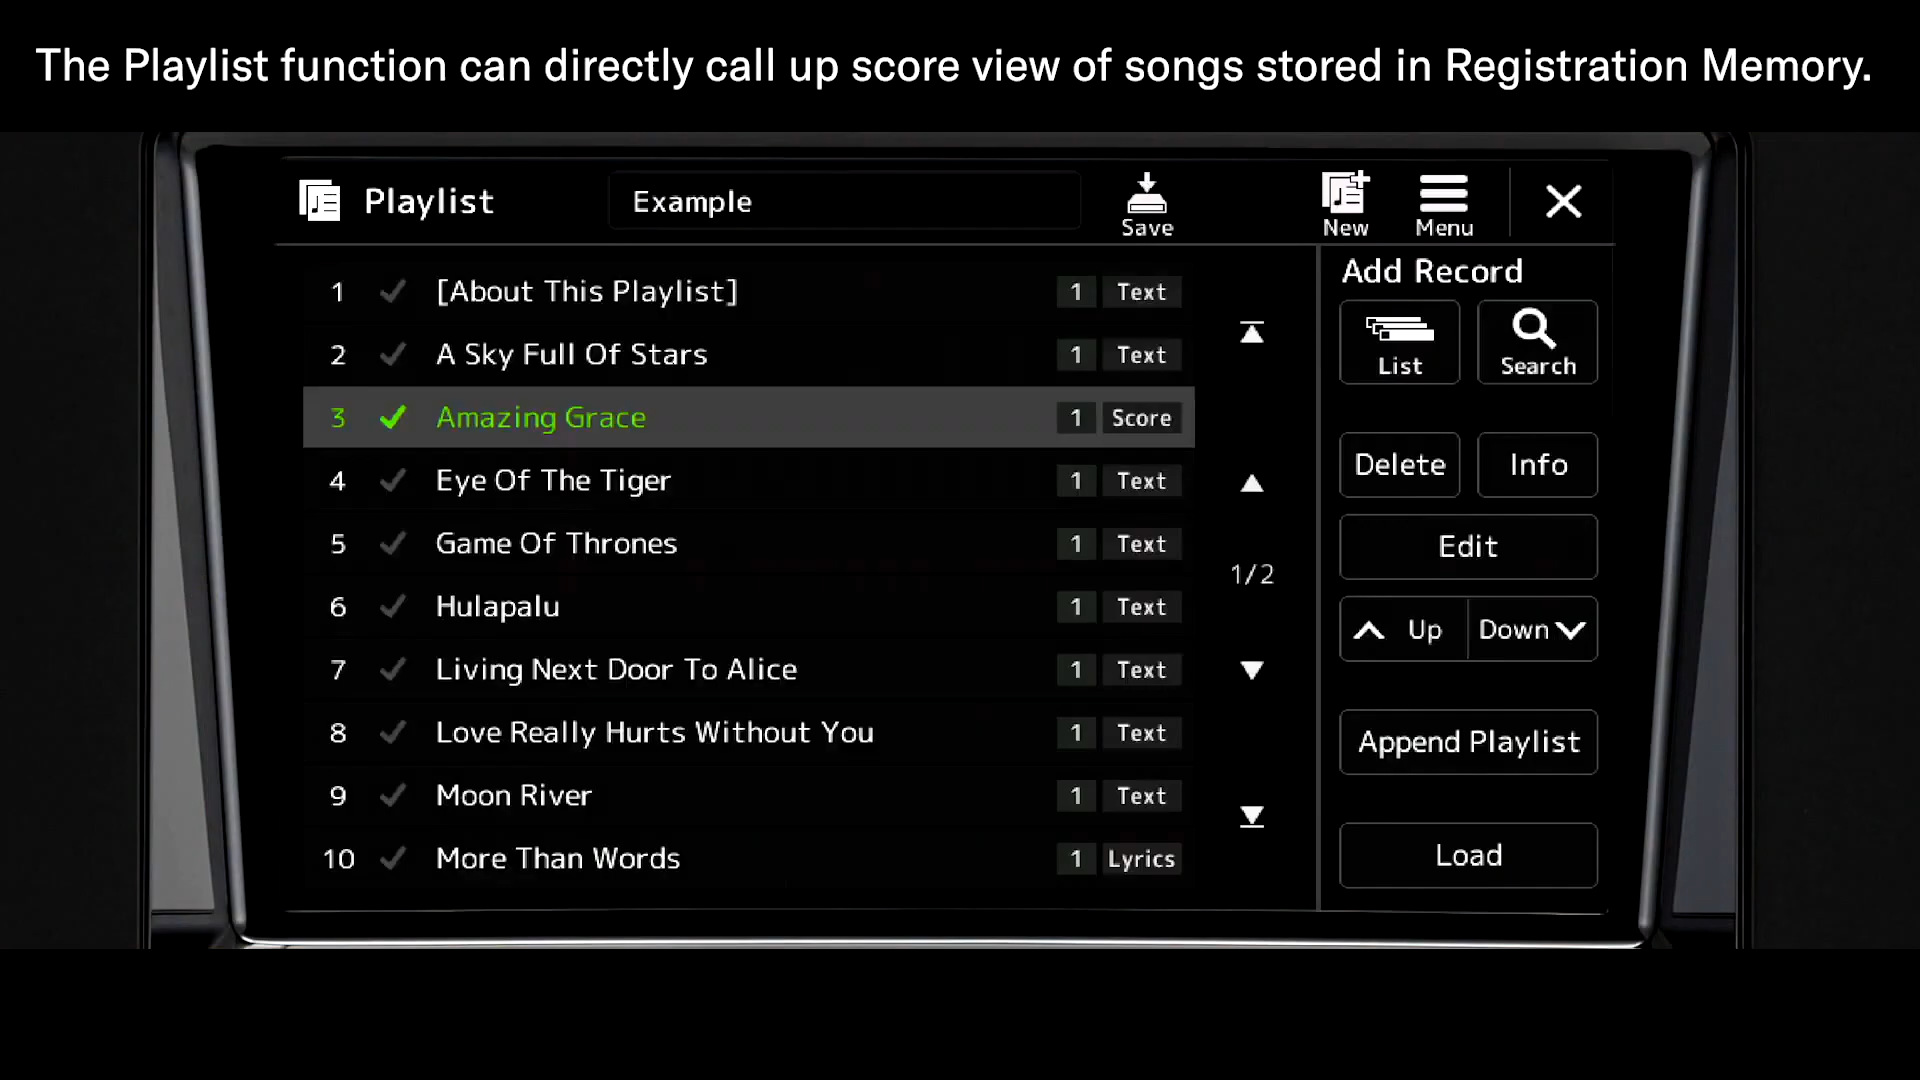 The Playlist function can directly call up score view of songs stored in Registration Memory.
Playlist
Example
Save
New
Menu
1 [About This Playlist] 1 Text
2 A Sky Full Of Stars 1 Text
3 Amazing Grace 1 Score
4 Eye Of The Tiger 1 Text
5 Game Of Thrones 1 Text
6 Hulapalu 1 Text
7 Living Next Door To Alice 1 Text
8 Love Really Hurts Without You 1 Text
9 Moon River 1 Text
10 More Than Words 1 Lyrics
1/2
Add Record
List
Search
Delete
Info
Edit
Up
Down
Append Playlist
Load